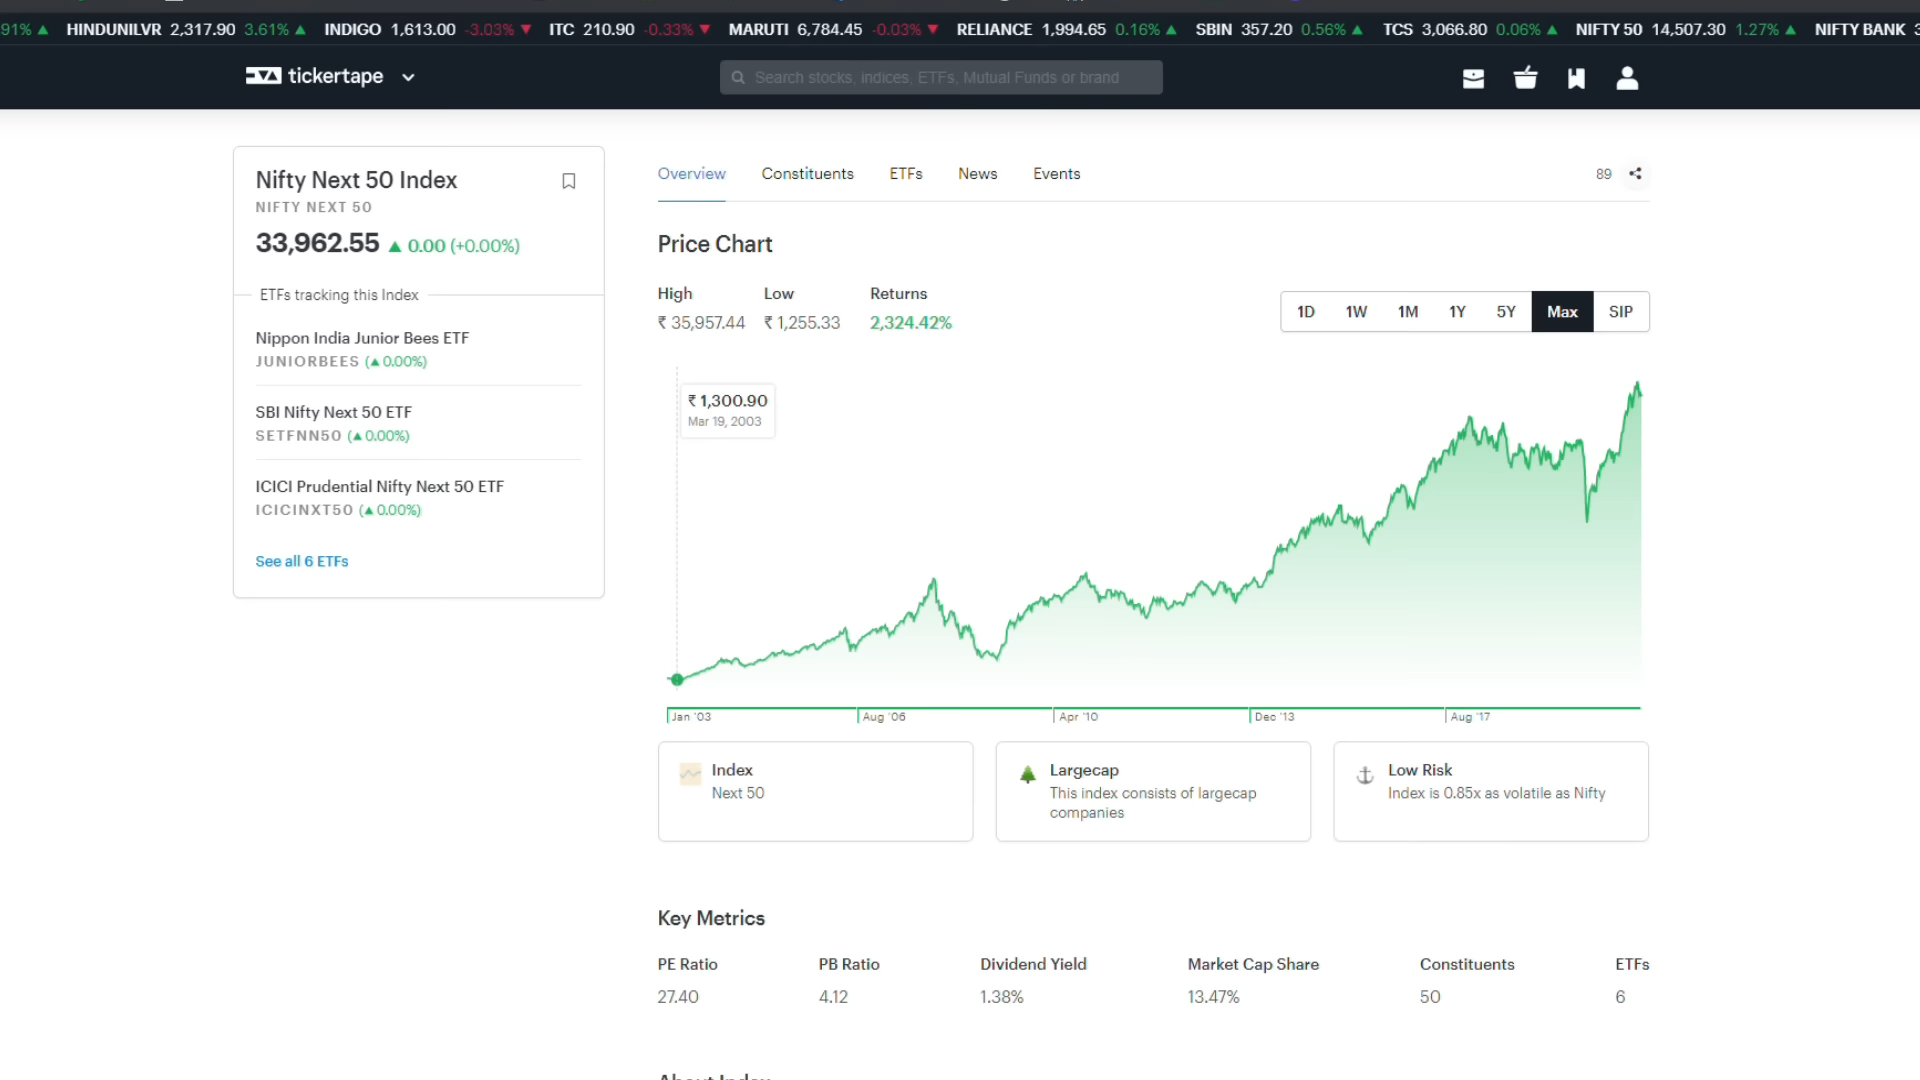 91% ▲ HINDUNILVR 2,317.90 3.61% ▲ INDIGO 1,613.00 -3.03% ▼ ITC 210.90 -0.33% ▼ MARUTI 6,784.45 -0.03% ▼ RELIANCE 1,994.65 0.16% ▲ SBIN 357.20 0.56% ▲ TCS 3,066.80 0.06% ▲ NIFTY 50 14,507.30 1.27% ▲ NIFTY BANK 3
tickertape
Search stocks, indices, ETFs, Mutual Funds or brand
Nifty Next 50 Index
NIFTY NEXT 50
33,962.55 ▲ 0.00 (+0.00%)
ETFs tracking this Index
Nippon India Junior Bees ETF
JUNIORBEES (▲0.00%)
SBI Nifty Next 50 ETF
SETFNN50 (▲0.00%)
ICICI Prudential Nifty Next 50 ETF
ICICINXT50 (▲0.00%)
See all 6 ETFs
Overview Constituents ETFs News Events 89
Price Chart
High Low Returns
₹ 35,957.44 ₹ 1,255.33 2,324.42%
1D 1W 1M 1Y 5Y Max SIP
₹ 1,300.90
Mar 19, 2003
Jan '03 Aug '06 Apr '10 Dec '13 Aug '17
Index
Next 50
Largecap
This index consists of largecap
companies
Low Risk
Index is 0.85x as volatile as Nifty
Key Metrics
PE Ratio PB Ratio Dividend Yield Market Cap Share Constituents ETFs
27.40 4.12 1.38% 13.47% 50 6
About Index